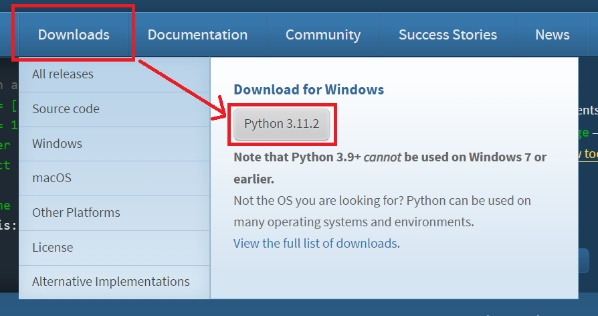 Downloads Documentation Community Success Stories News
All releases
Source code
Windows
macOS
Other Platforms
License
Alternative Implementations
Download for Windows
Python 3.11.2
Note that Python 3.9+ cannot be used on Windows 7 or
earlier.
Not the OS you are looking for? Python can be used on
many operating systems and environments.
View the full list of downloads.